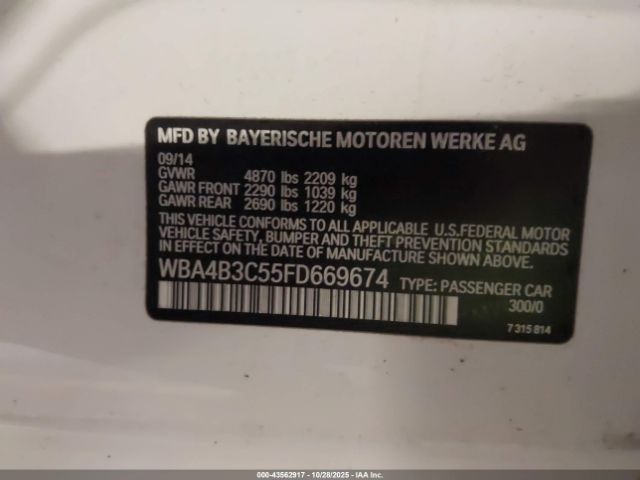 MFD BY BAYERISCHE MOTOREN WERKE AG
09/14
GVWR 4870 lbs 2209 kg
GAWR FRONT 2290 lbs 1039 kg
GAWR REAR 2690 lbs 1220 kg
THIS VEHICLE CONFORMS TO ALL APPLICABLE U.S.FEDERAL MOTOR
VEHICLE SAFETY, BUMPER AND THEFT PREVENTION STANDARDS
IN EFFECT ON THE DATE OF MANUFACTURE SHOWN ABOVE.
WBA4B3C55FD669674 TYPE: PASSENGER CAR
300/0
7 315 814
000-43562917 | 10/28/2025 | IAA Inc.